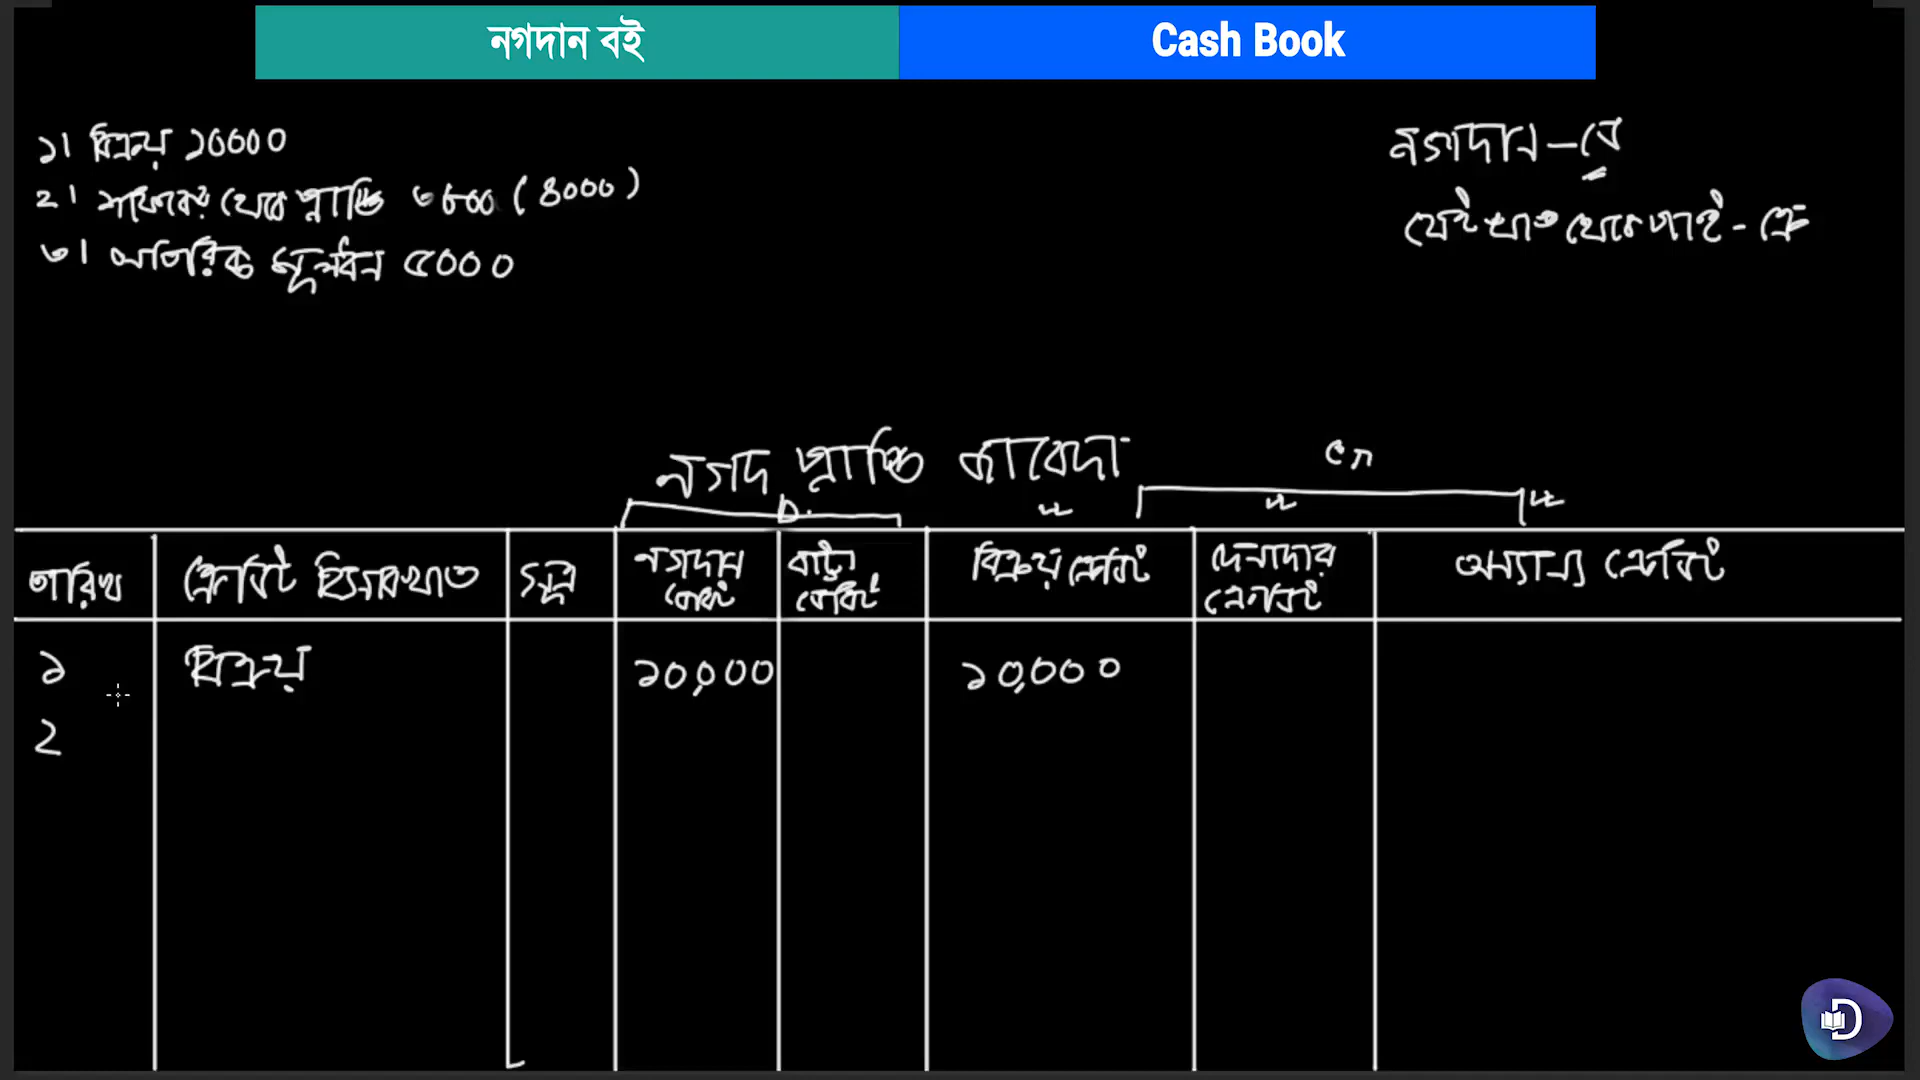 নগদান বই
Cash Book
১। বিক্রয় ১০০০০
২। থেকে প্রাপ্তি ৩৮০০ (৪০০০)
৩। অতিরিক্ত মূলধন ৫০০০
নগদান – ডে
যেই খাত থেকে পাই - ক্রে
নগদ প্রাপ্তি জাবেদা
Cr
D.
তারিখ ক্রেডিট হিসাবখাত সূত্র নগদান ডেবিট বাট্টা ডেবিট বিক্রয় ক্রেডিট দেনাদার ক্রেডিট অন্যান্য ক্রেডিট
১ বিক্রয় ১০,০০০ ১০,০০০
২